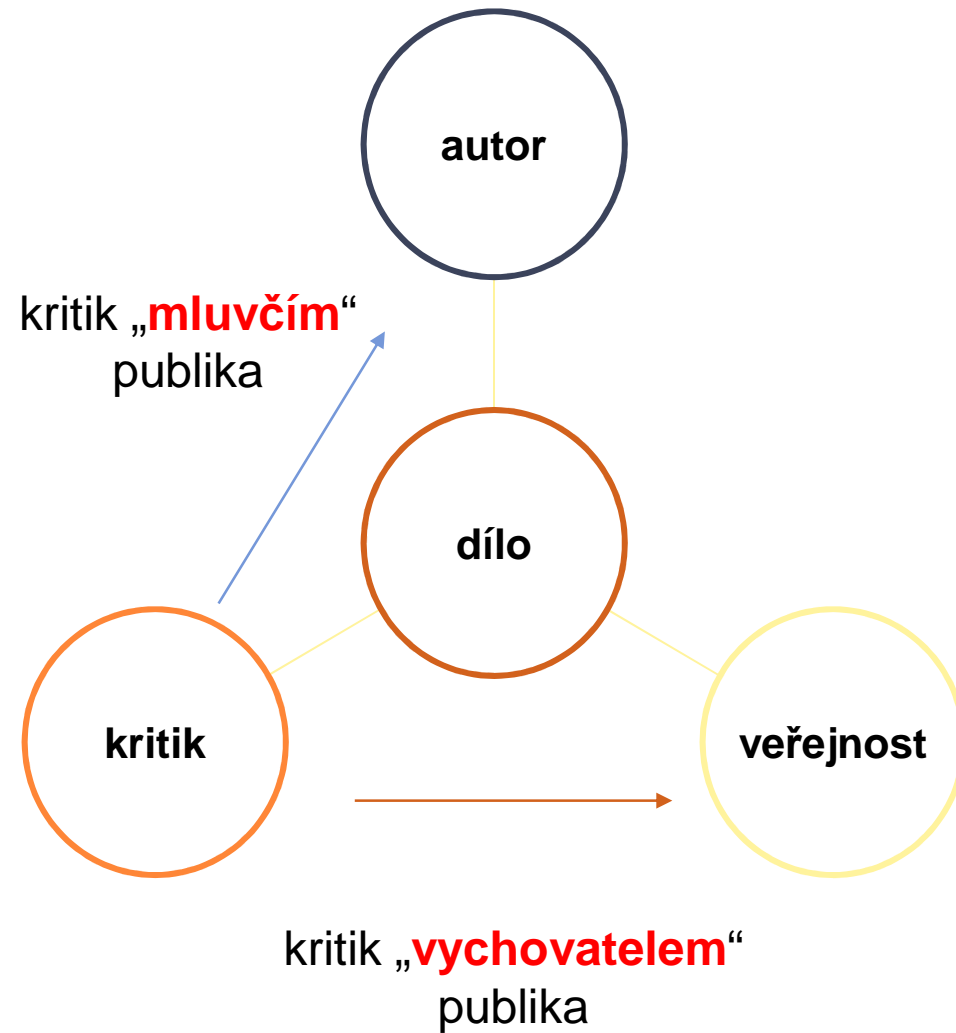 autor
kritik „mluvčím“
publika
dílo
kritik
veřejnost
kritik „vychovatelem“
publika